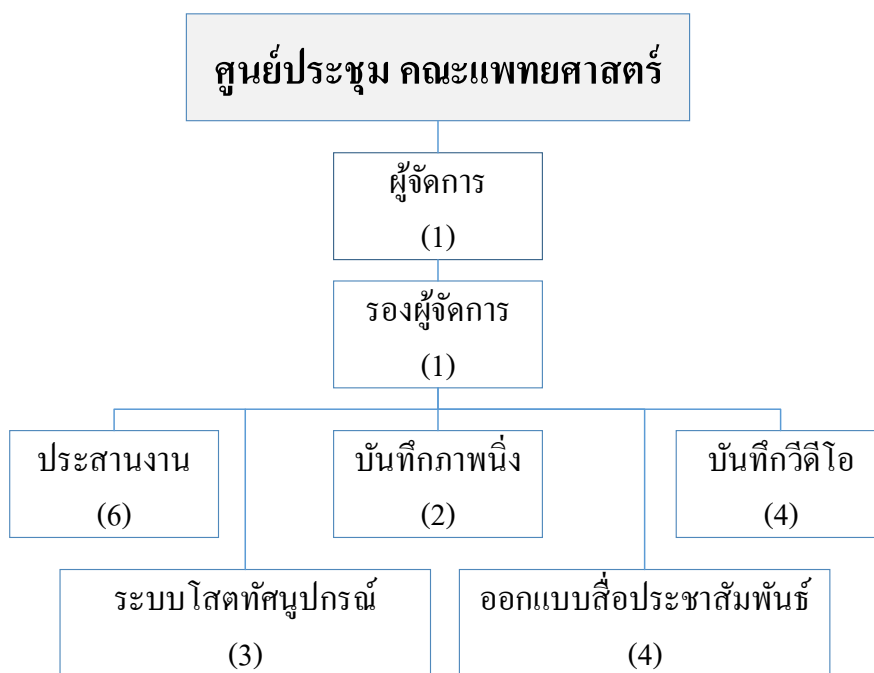 ศูนย์ประชุม คณะแพทยศาสตร์
ผู้จัดการ
(1)
รองผู้จัดการ
(1)
ประสานงาน
(6)
บันทึกภาพนิ่ง
(2)
บันทึกวีดีโอ
(4)
ระบบโสตทัศนูปกรณ์
(3)
ออกแบบสื่อประชาสัมพันธ์
(4)